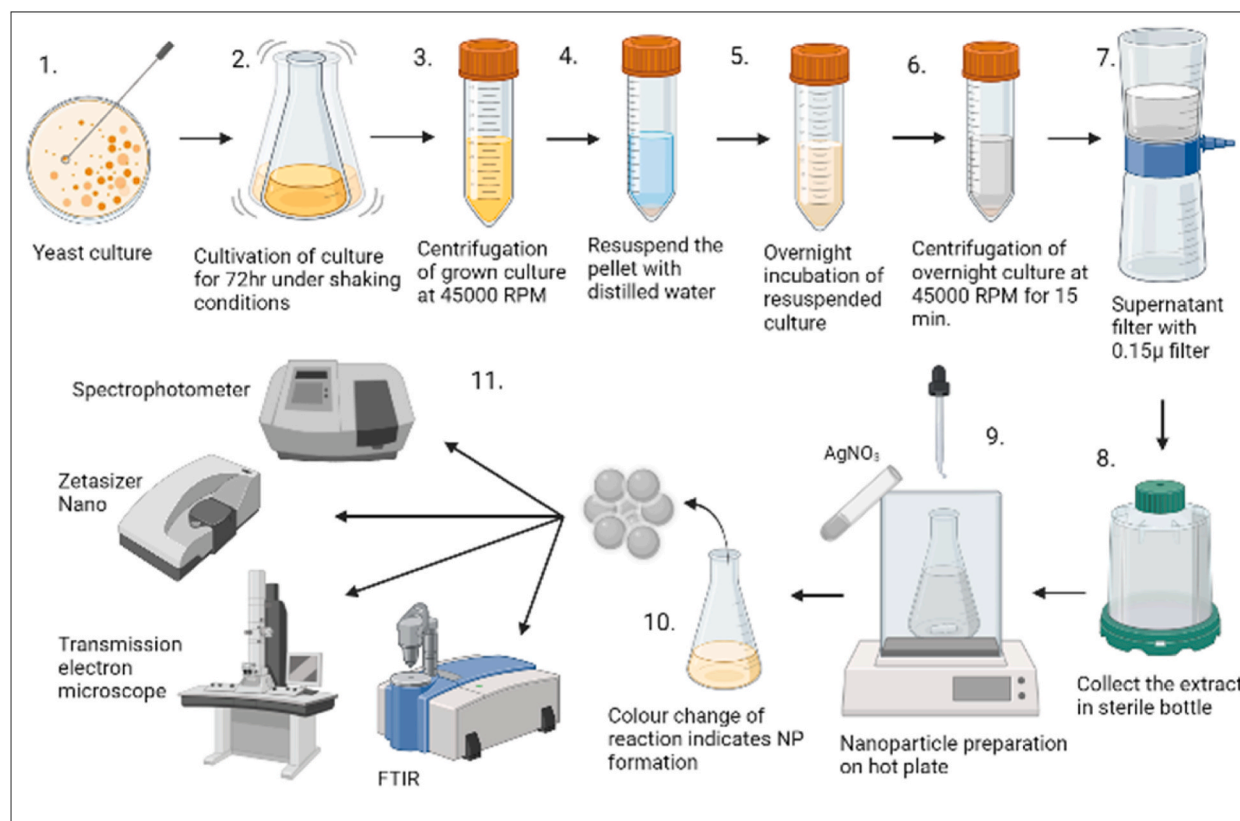 1.
Yeast culture
2.
Cultivation of culture
for 72hr under shaking
conditions
3.
Centrifugation
of grown culture
at 45000 RPM
4.
Resuspend the
pellet with
distilled water
5.
Overnight
incubation of
resuspended
culture
6.
Centrifugation of
overnight culture at
45000 RPM for 15
min.
7.
Supernatant
filter with
0.15µ filter
8.
Collect the extract
in sterile bottle
9.
AgNO₃
Nanoparticle preparation
on hot plate
10.
Colour change of
reaction indicates NP
formation
11.
Spectrophotometer
Zetasizer
Nano
Transmission
electron
microscope
FTIR